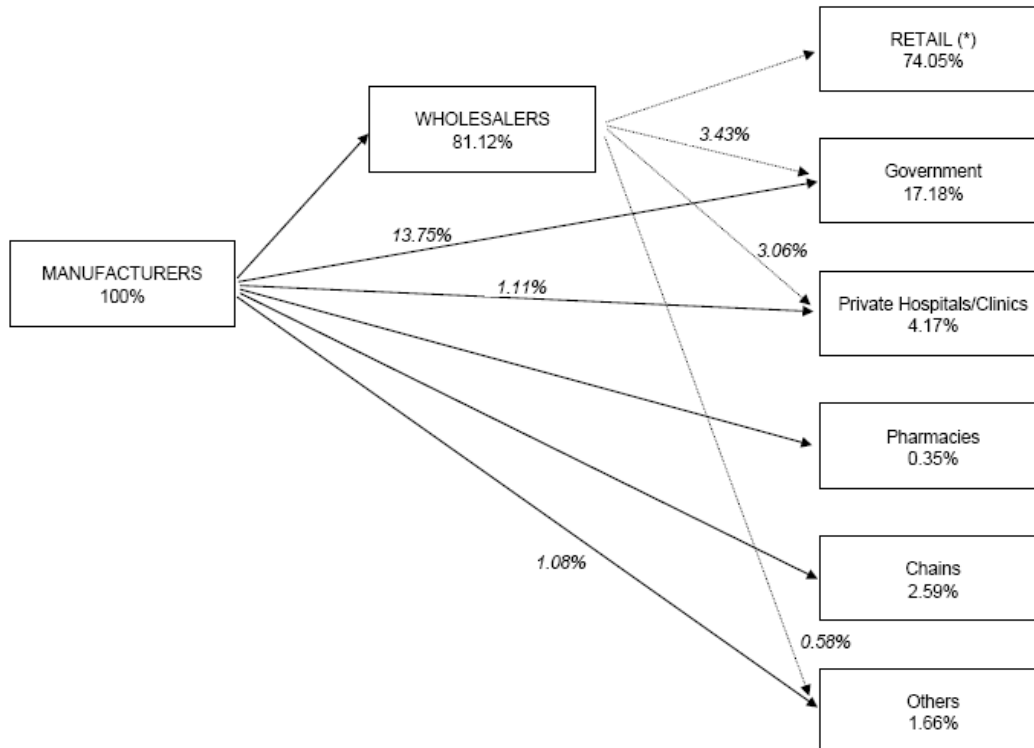 RETAIL (*)
74.05%
WHOLESALERS
81.12%
3.43%
Government
17.18%
13.75%
3.06%
MANUFACTURERS
100%
1.11%
Private Hospitals/Clinics
4.17%
Pharmacies
0.35%
1.08%
Chains
2.59%
0.58%
Others
1.66%